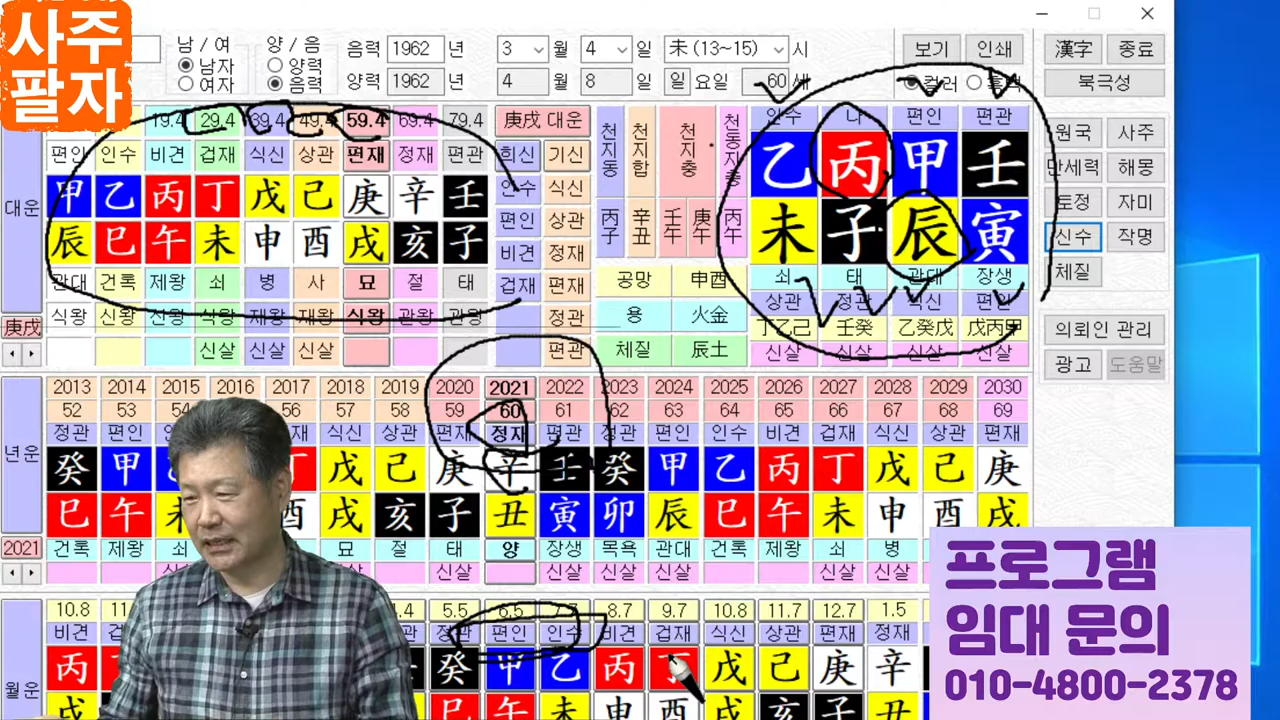 사주
팔자
남 / 여
양 / 음
음력 1962 년 3 월 4 일 未 (13~15) 시
보기 인쇄
漢字 종료
남자
여자
양력
음력
양력 1962 년 4 월 8 일 일 요일 60 세
컬러
북극성
19.4 29.4 39.4 49.4 59.4 69.4 79.4
庚戌 대운
편인 인수 비견 겁재 식신 상관 편재 정재 편관
대운
甲 乙 丙 丁 戊 己 庚 辛 壬
辰 巳 午 未 申 酉 戌 亥 子
관대 건록 제왕 쇠 병 사 묘 절 태
식왕 신왕 식왕 재왕 재왕 식왕 관왕 관왕
庚戌
신살 신살 신살
희신 기신
인수 식신
편인 상관
비견 정재
겁재 편재
정관
편관
천지동 천지합 천지충
丙子 辛丑 壬午 庚午 丙午
공망 申酉
용 火金
체질 辰土
인수 나 편인 편관
乙 丙 甲 壬
未 子 辰 寅
쇠 태 관대 장생
상관 정관 식신 편인
丁乙己 壬癸 乙癸戊 戊丙甲
신살 신살 신살 신살
원국 사주
만세력 해몽
토정 자미
신수 작명
체질
의뢰인 관리
광고 도움말
2013 2014 2015 2016 2017 2018 2019 2020 2021 2022 2023 2024 2025 2026 2027 2028 2029 2030
52 53 56 57 58 59 60 61 62 63 64 65 66 67 68 69
정관 편인 식신 상관 편재 정재 편관 정관 편인 인수 비견 겁재 식신 상관 편재
년운
癸 甲 丁 戊 己 庚 辛 壬 癸 甲 乙 丙 丁 戊 己 庚
巳 午 未 酉 戌 亥 子 丑 寅 卯 辰 巳 午 未 申 酉 戌
2021
건록 제왕 쇠 묘 절 태 양 장생 목욕 관대 건록 제왕 쇠 병
신살 신살 신살 신살 신살 신살
10.8 5.5 6.5 7.7 8.7 9.7 10.8 11.7 12.7 1.5
비견 정관 편인 인수 비견 겁재 식신 상관 편재 정재
월운
丙 丁 癸 甲 乙 丙 丁 戊 己 庚 辛
戌 巳 午 未 申 酉 戌 亥 子 丑
프로그램
임대 문의
010-4800-2378